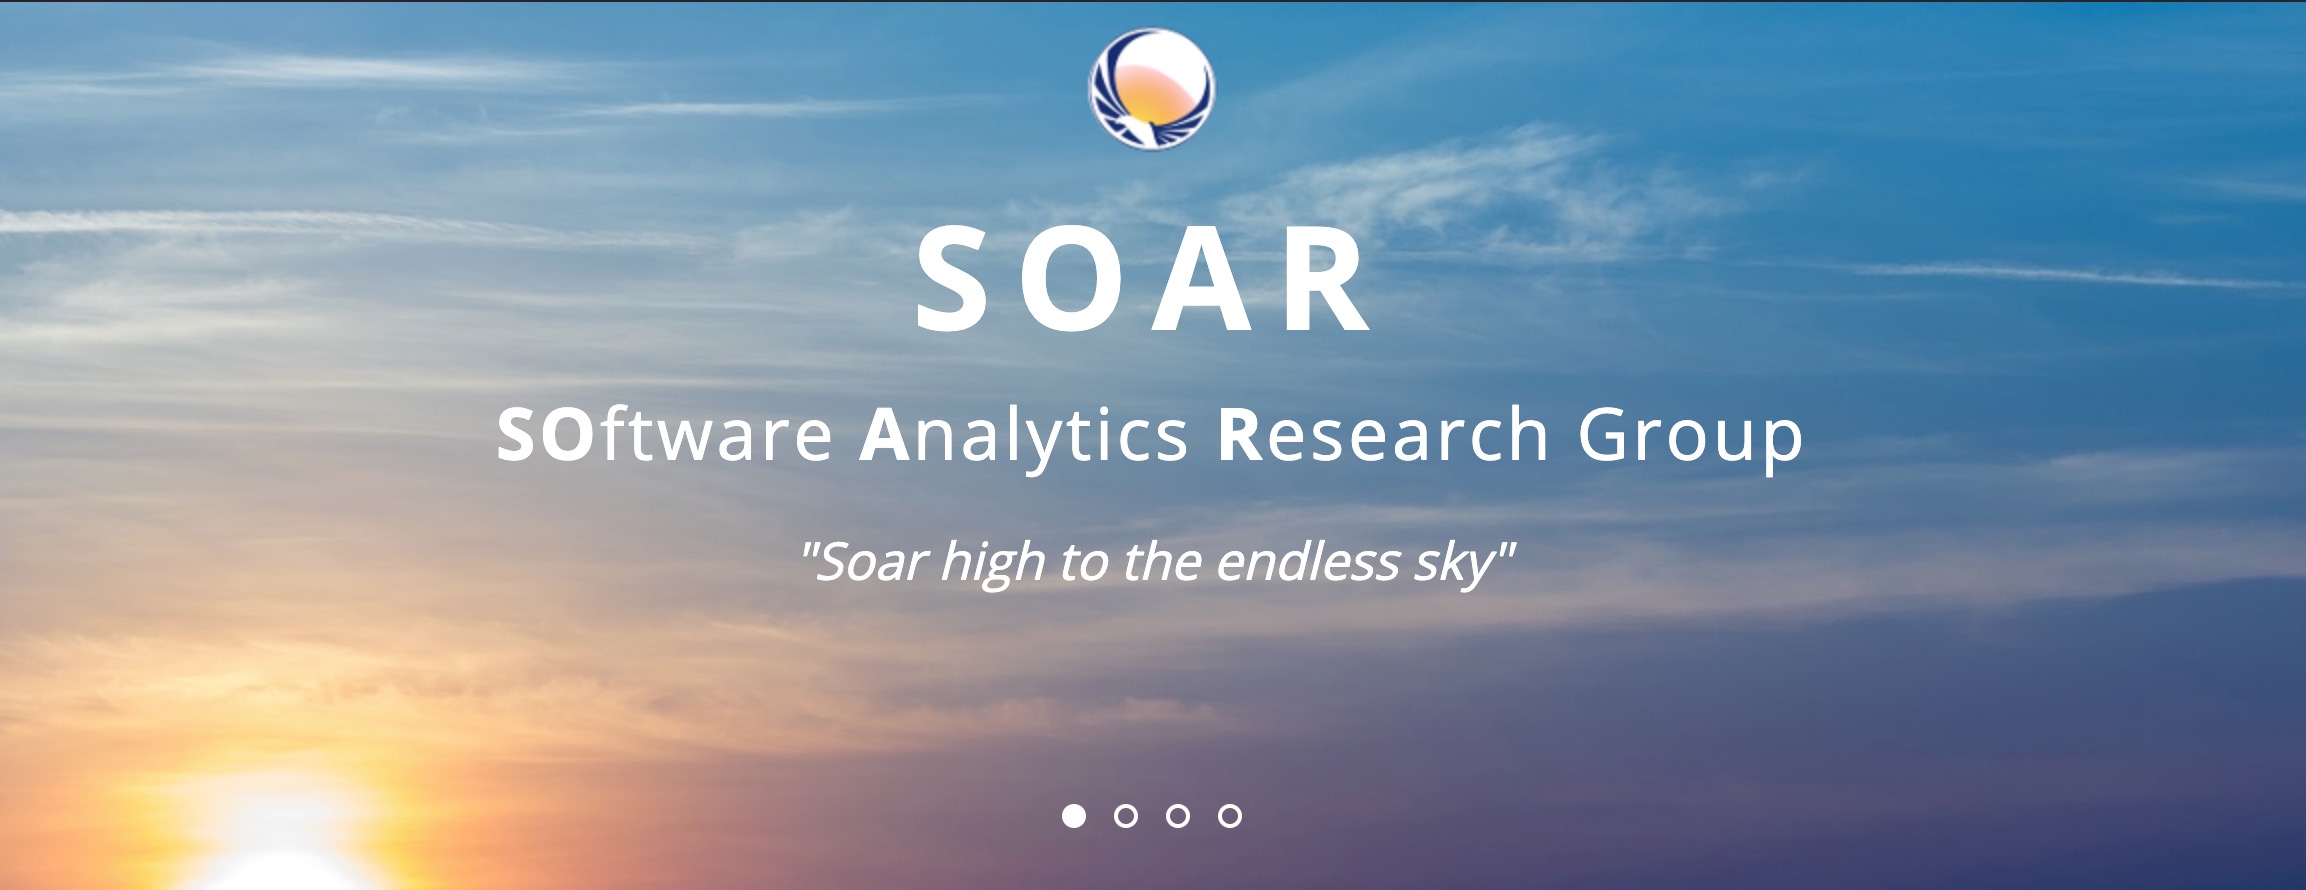 SOAR
SOftware Analytics Research Group
"Soar high to the endless sky"